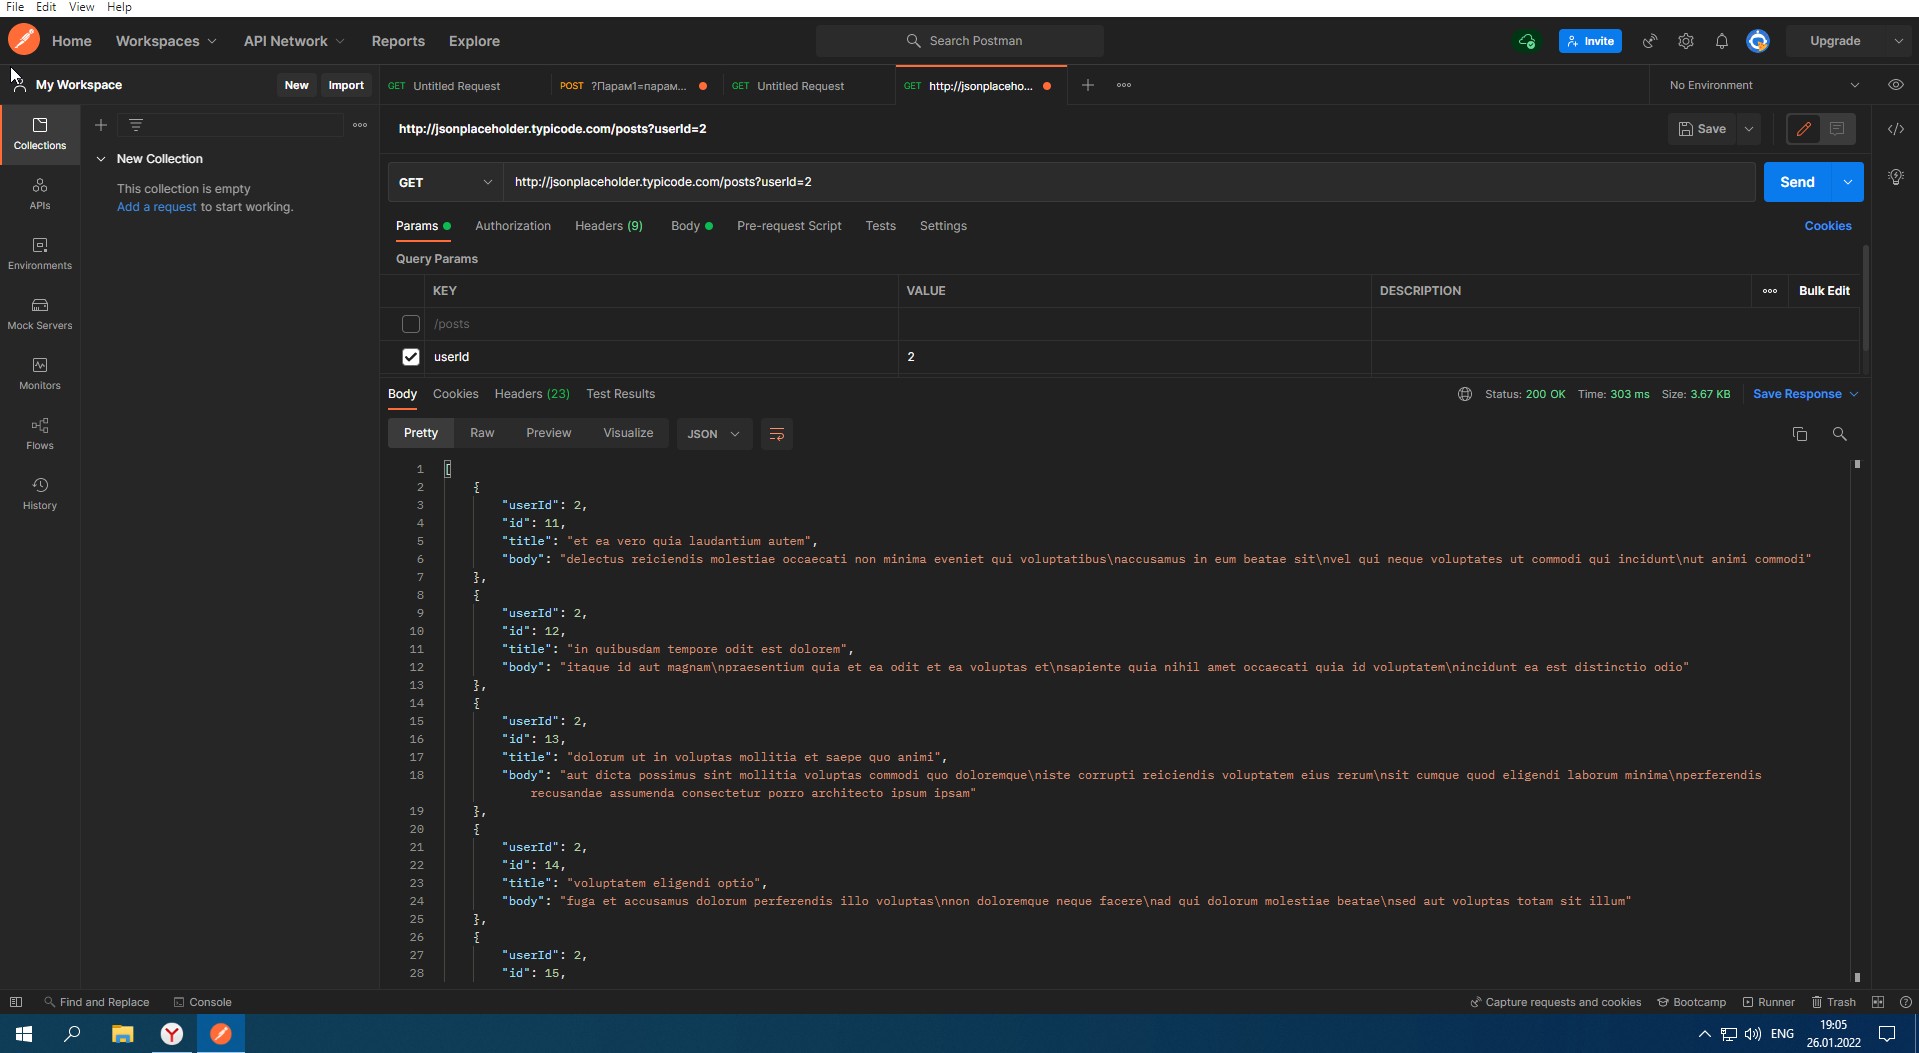 File Edit View Help
Home Workspaces API Network Reports Explore Search Postman Invite Upgrade
My Workspace New Import GET Untitled Request POST ?Парам1=парам... GET Untitled Request GET http://jsonplaceho... No Environment
http://jsonplaceholder.typicode.com/posts?userId=2 Save
Collections
APIs
Environments
Mock Servers
Monitors
Flows
History
New Collection
This collection is empty
Add a request to start working.
GET http://jsonplaceholder.typicode.com/posts?userId=2 Send
Params Authorization Headers (9) Body Pre-request Script Tests Settings Cookies
Query Params
KEY VALUE DESCRIPTION Bulk Edit
/posts
userId 2
Body Cookies Headers (23) Test Results Status: 200 OK Time: 303 ms Size: 3.67 KB Save Response
Pretty Raw Preview Visualize JSON
1 [
2 {
3 "userId": 2,
4 "id": 11,
5 "title": "et ea vero quia laudantium autem",
6 "body": "delectus reiciendis molestiae occaecati non minima eveniet qui voluptatibus\naccusamus in eum beatae sit\nvel qui neque voluptates ut commodi qui incidunt\nut animi commodi"
7 },
8 {
9 "userId": 2,
10 "id": 12,
11 "title": "in quibusdam tempore odit est dolorem",
12 "body": "itaque id aut magnam\npraesentium quia et ea odit et ea voluptas et\nsapiente quia nihil amet occaecati quia id voluptatem\nincidunt ea est distinctio odio"
13 },
14 {
15 "userId": 2,
16 "id": 13,
17 "title": "dolorum ut in voluptas mollitia et saepe quo animi",
18 "body": "aut dicta possimus sint mollitia voluptas commodi quo doloremque\niste corrupti reiciendis voluptatem eius rerum\nsit cumque quod eligendi laborum minima\nperferendis
recusandae assumenda consectetur porro architecto ipsum ipsam"
19 },
20 {
21 "userId": 2,
22 "id": 14,
23 "title": "voluptatem eligendi optio",
24 "body": "fuga et accusamus dolorum perferendis illo voluptas\nnon doloremque neque facere\nad qui dolorum molestiae beatae\nsed aut voluptas totam sit illum"
25 },
26 {
27 "userId": 2,
28 "id": 15,
Find and Replace Console Capture requests and cookies Bootcamp Runner Trash
ENG 19:05
26.01.2022